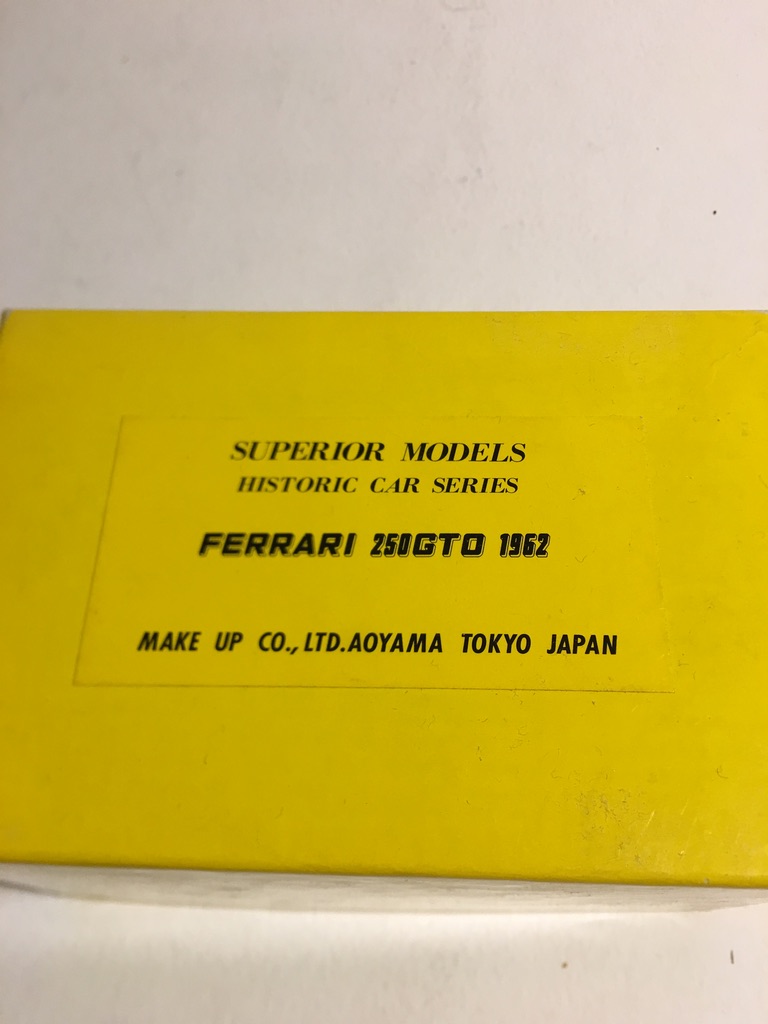 SUPERIOR MODELS
HISTORIC CAR SERIES
FERRARI 250GTO 1962
MAKE UP CO., LTD. AOYAMA TOKYO JAPAN